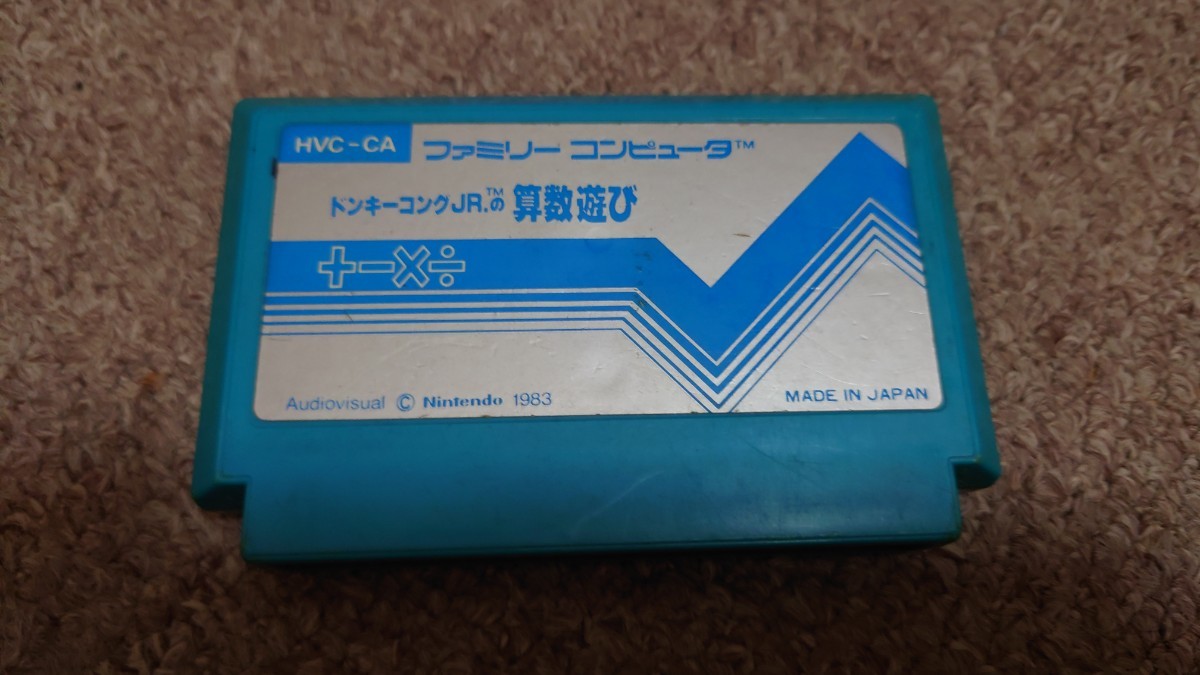 HVC-CA ファミリー コンピュータ™
ドンキーコングJR.™の 算数遊び
+−×÷
Audiovisual © Nintendo 1983
MADE IN JAPAN